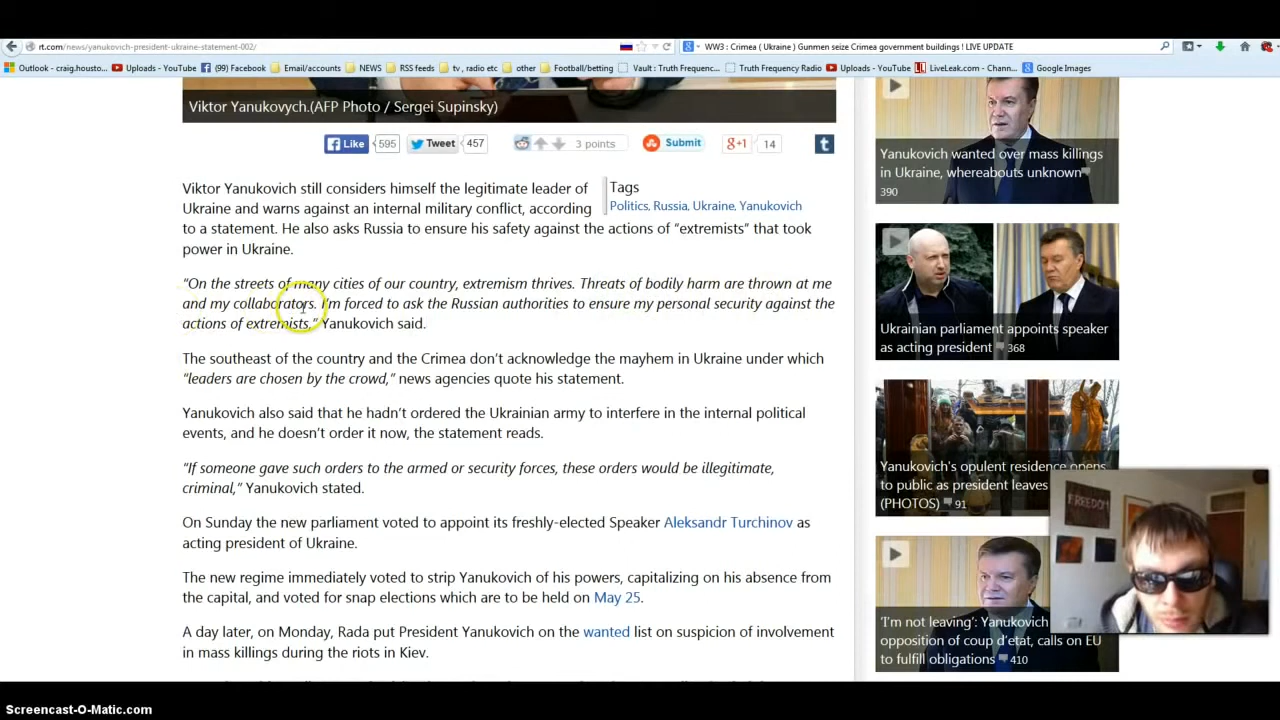 rt.com/news/yanukovich-president-ukraine-statement-002/
WW3 : Crimea ( Ukraine ) Gunmen seize Crimea government buildings ! LIVE UPDATE
Outlook - craig.housto... Uploads - YouTube (99) Facebook Email/accounts NEWS RSS feeds tv , radio etc other Football/betting Vault : Truth Frequenc... Truth Frequency Radio Uploads - YouTube LiveLeak.com - Chann... Google Images
Viktor Yanukovych.(AFP Photo / Sergei Supinsky)
Like 595 Tweet 457 3 points Submit +1 14
Viktor Yanukovich still considers himself the legitimate leader of
Ukraine and warns against an internal military conflict, according
to a statement. He also asks Russia to ensure his safety against the actions of “extremists” that took
power in Ukraine.
Tags
Politics, Russia, Ukraine, Yanukovich
“On the streets of many cities of our country, extremism thrives. Threats of bodily harm are thrown at me
and my collaborators. I'm forced to ask the Russian authorities to ensure my personal security against the
actions of extremists,” Yanukovich said.
The southeast of the country and the Crimea don’t acknowledge the mayhem in Ukraine under which
“leaders are chosen by the crowd,” news agencies quote his statement.
Yanukovich also said that he hadn’t ordered the Ukrainian army to interfere in the internal political
events, and he doesn’t order it now, the statement reads.
“If someone gave such orders to the armed or security forces, these orders would be illegitimate,
criminal,” Yanukovich stated.
On Sunday the new parliament voted to appoint its freshly-elected Speaker Aleksandr Turchinov as
acting president of Ukraine.
The new regime immediately voted to strip Yanukovich of his powers, capitalizing on his absence from
the capital, and voted for snap elections which are to be held on May 25.
A day later, on Monday, Rada put President Yanukovich on the wanted list on suspicion of involvement
in mass killings during the riots in Kiev.
Yanukovich wanted over mass killings
in Ukraine, whereabouts unknown
390
Ukrainian parliament appoints speaker
as acting president 368
Yanukovich's opulent residence opens
to public as president leaves
(PHOTOS) 91
'I'm not leaving': Yanukovich
opposition of coup d'etat, calls on EU
to fulfill obligations 410
FREEDOM
Screencast-O-Matic.com